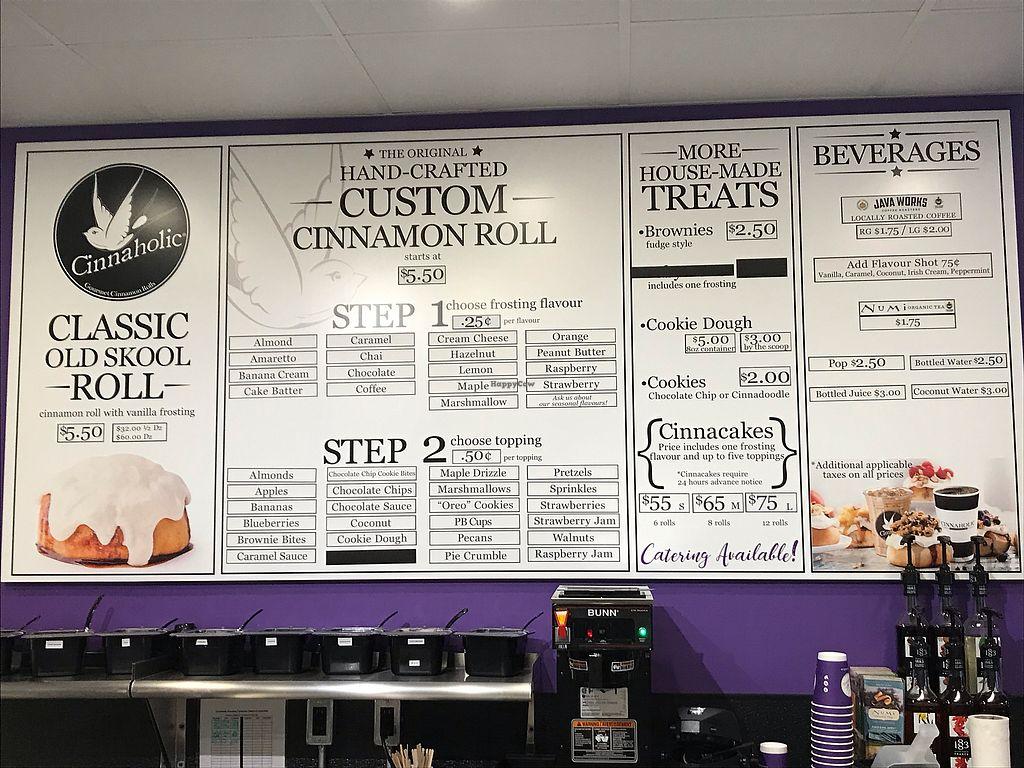 Cinnaholic®
Gourmet Cinnamon Rolls
CLASSIC
OLD SKOOL
ROLL
cinnamon roll with vanilla frosting
$5.50
$32.00 ½ Dz
$60.00 Dz
THE ORIGINAL
HAND-CRAFTED
CUSTOM
CINNAMON ROLL
starts at
$5.50
STEP 1 choose frosting flavour
.25¢ per flavour
Almond
Amaretto
Banana Cream
Cake Batter
Caramel
Chai
Chocolate
Coffee
Cream Cheese
Hazelnut
Lemon
Maple
Marshmallow
Orange
Peanut Butter
Raspberry
Strawberry
Ask us about
our seasonal flavours!
HappyCow
STEP 2 choose topping
.50¢ per topping
Almonds
Apples
Bananas
Blueberries
Brownie Bites
Caramel Sauce
Chocolate Chip Cookie Bites
Chocolate Chips
Chocolate Sauce
Coconut
Cookie Dough
Maple Drizzle
Marshmallows
"Oreo" Cookies
PB Cups
Pecans
Pie Crumble
Pretzels
Sprinkles
Strawberries
Strawberry Jam
Walnuts
Raspberry Jam
MORE
HOUSE-MADE
TREATS
•Brownies $2.50
fudge style
includes one frosting
•Cookie Dough
$5.00 $3.00
8oz container by the scoop
•Cookies $2.00
Chocolate Chip or Cinnadoodle
Cinnacakes
Price includes one frosting
flavour and up to five toppings
*Cinnacakes require
24 hours advance notice
$55 S $65 M $75 L
6 rolls 8 rolls 12 rolls
Catering Available!
BEVERAGES
JAVA WORKS
COFFEE ROASTERS
LOCALLY ROASTED COFFEE
RG $1.75 / LG $2.00
Add Flavour Shot 75¢
Vanilla, Caramel, Coconut, Irish Cream, Peppermint
NUMi ORGANIC TEA
$1.75
Pop $2.50 Bottled Water $2.50
Bottled Juice $3.00 Coconut Water $3.00
*Additional applicable
taxes on all prices
CINNAHOLIC
BUNN®
WARNING
NUMI
1883